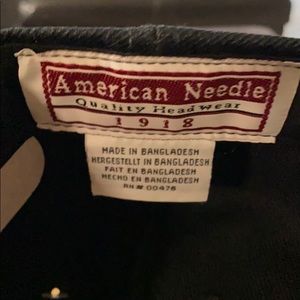 American Needle
Quality Headwear
1918
MADE IN BANGLADESH
HERGESTELLT IN BANGLADESH
FAIT EN BANGLADESH
HECHO EN BANGLADESH
RN# 00476